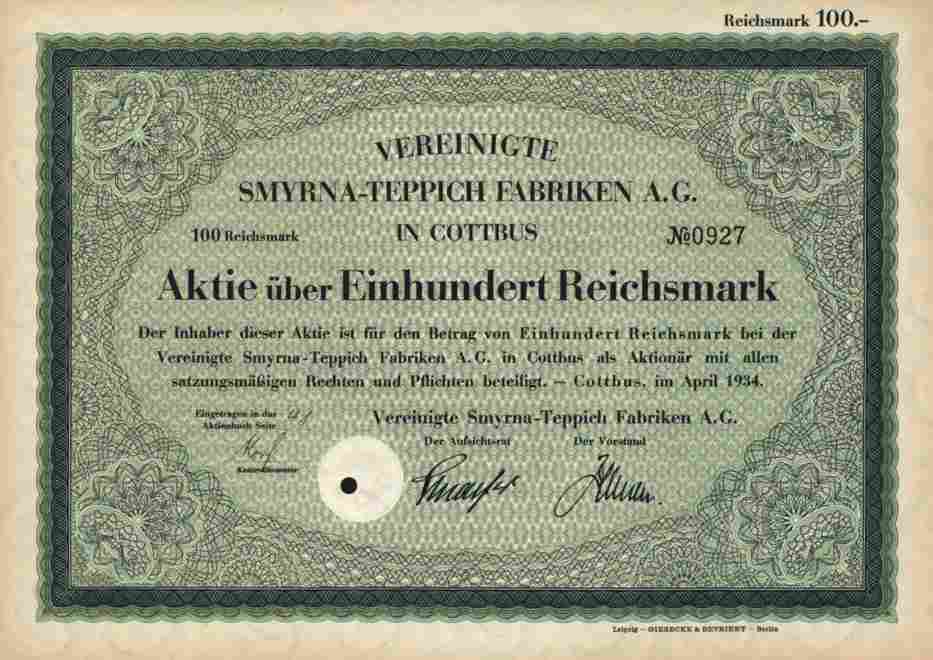 Reichsmark 100.–
VEREINIGTE
SMYRNA-TEPPICH FABRIKEN A.G.
100 Reichsmark IN COTTBUS № 0927
Aktie über Einhundert Reichsmark
Der Inhaber dieser Aktie ist für den Betrag von Einhundert Reichsmark bei der
Vereinigte Smyrna-Teppich Fabriken A.G. in Cottbus als Aktionär mit allen
satzungsmäßigen Rechten und Pflichten beteiligt. – Cottbus, im April 1934.
Eingetragen in das
Aktienbuch Seite
Vereinigte Smyrna-Teppich Fabriken A.G.
Der Aufsichtsrat Der Vorstand
Kontrollbeamter
Leipzig – GIESECKE & DEVRIENT – Berlin